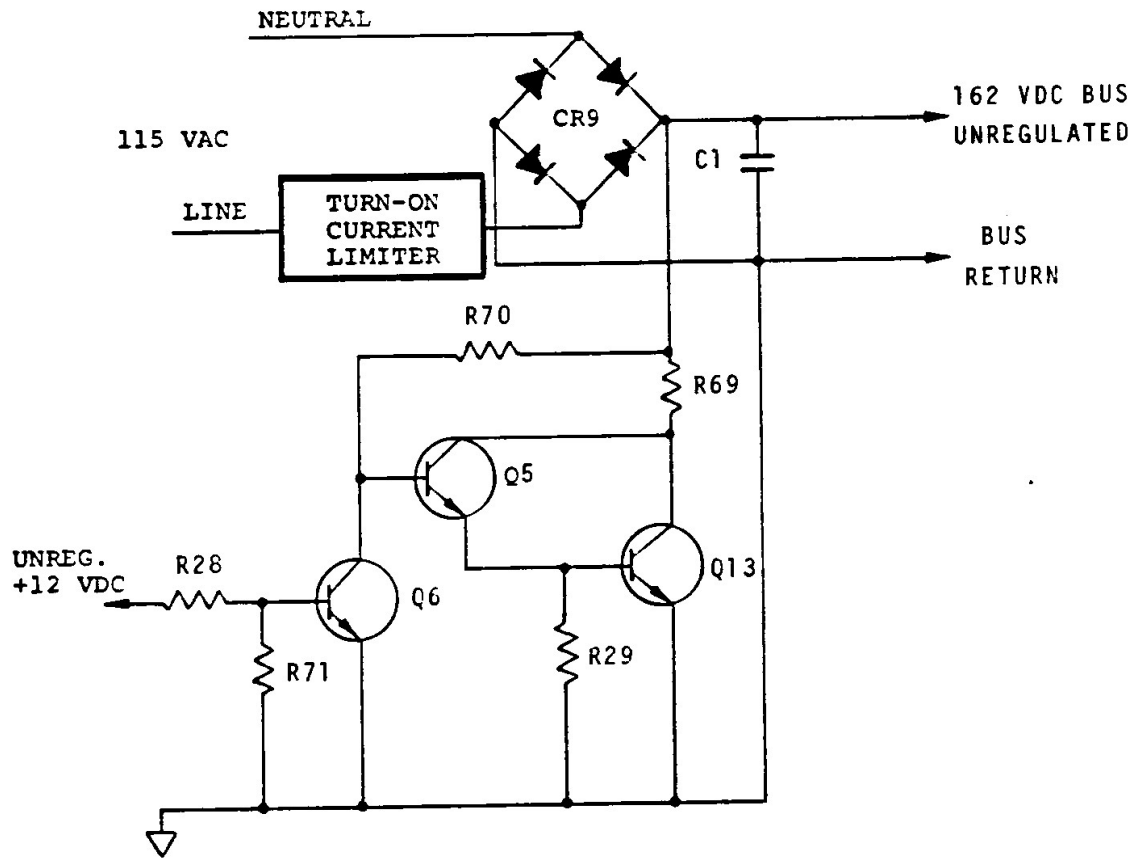 NEUTRAL
CR9
162 VDC BUS
UNREGULATED
115 VAC
C1
LINE
TURN-ON
CURRENT
LIMITER
BUS
RETURN
R70
R69
Q5
UNREG.
+12 VDC
R28
Q6
Q13
R71
R29